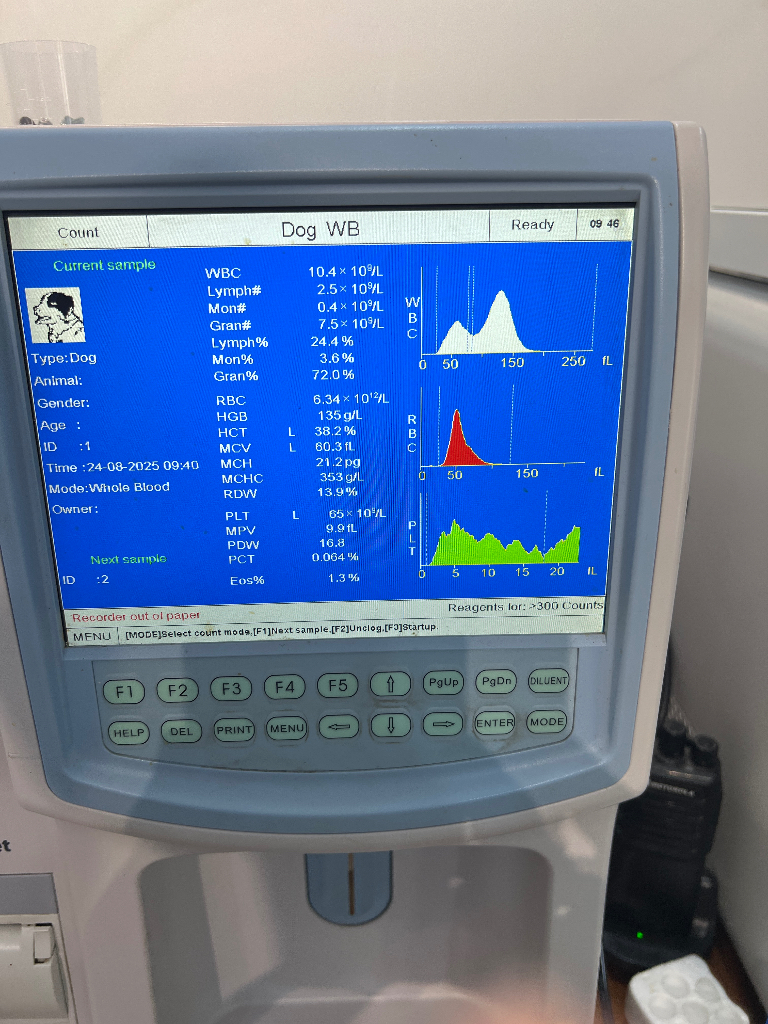 Count Dog WB Ready 09 46
Current sample
Type:Dog
Animal:
Gender:
Age :
ID :1
Time :24-08-2025 09:40
Mode:Whole Blood
Owner:
Next sample
ID :2
WBC 10.4 × 10⁹/L
Lymph# 2.5 × 10⁹/L
Mon# 0.4 × 10⁹/L
Gran# 7.5 × 10⁹/L
Lymph% 24.4 %
Mon% 3.6 %
Gran% 72.0 %
RBC 6.34 × 10¹²/L
HGB 135 g/L
HCT L 38.2 %
MCV L 60.3 fL
MCH 21.2 pg
MCHC 353 g/L
RDW 13.9 %
PLT L 65 × 10⁹/L
MPV 9.9 fL
PDW 16.8
PCT 0.064 %
Eos% 1.3 %
WBC
0 50 150 250 fL
RBC
0 50 150 fL
PLT
0 5 10 15 20 fL
Recorder out of paper
Reagents for: >300 Counts
MENU [MODE]Select count mode,[F1]Next sample,[F2]Unclog,[F3]Startup.
F1 F2 F3 F4 F5 ⇧ PgUp PgDn DILUENT
HELP DEL PRINT MENU ⇐ ⇩ ⇒ ENTER MODE
MOTOROLA